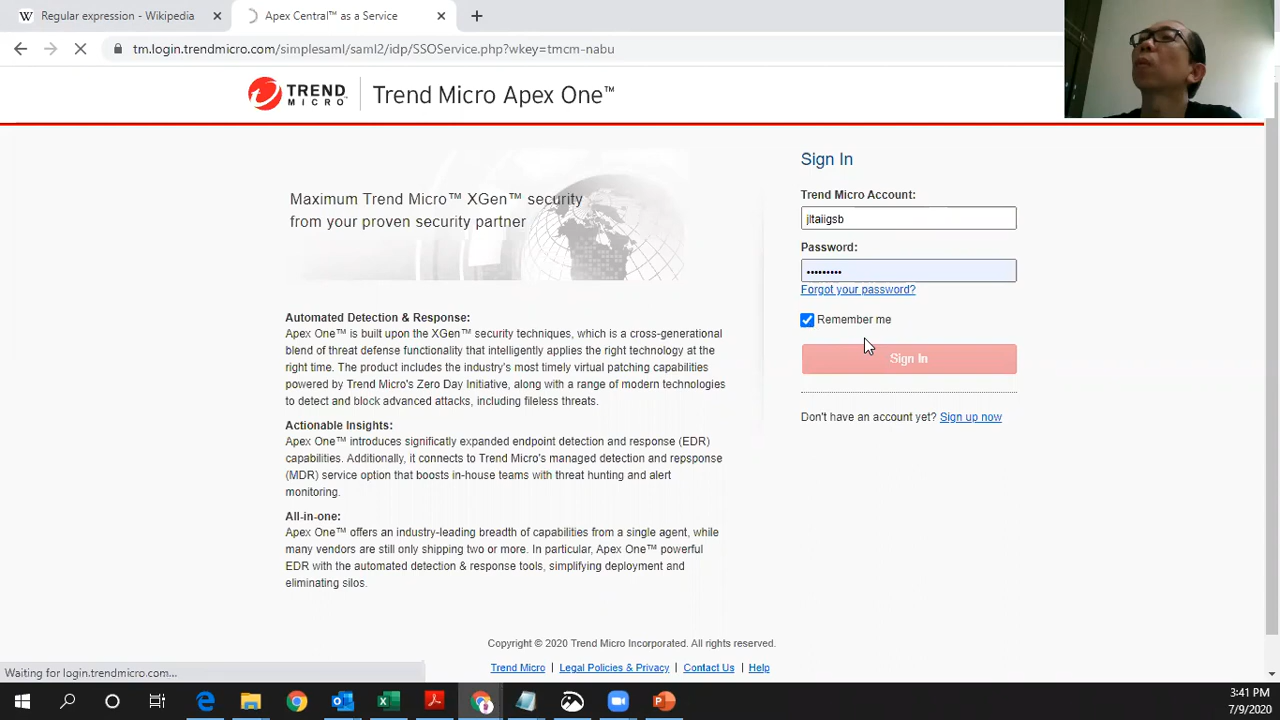 Regular expression - Wikipedia
Apex Central™ as a Service
tm.login.trendmicro.com/simplesaml/saml2/idp/SSOService.php?wkey=tmcm-nabu
TREND MICRO
Trend Micro Apex One™
Maximum Trend Micro™ XGen™ security
from your proven security partner
Automated Detection & Response:
Apex One™ is built upon the XGen™ security techniques, which is a cross-generational
blend of threat defense functionality that intelligently applies the right technology at the
right time. The product includes the industry's most timely virtual patching capabilities
powered by Trend Micro's Zero Day Initiative, along with a range of modern technologies
to detect and block advanced attacks, including fileless threats.
Actionable Insights:
Apex One™ introduces significatly expanded endpoint detection and response (EDR)
capabilities. Additionally, it connects to Trend Micro's managed detection and repsponse
(MDR) service option that boosts in-house teams with threat hunting and alert
monitoring.
All-in-one:
Apex One™ offers an industry-leading breadth of capabilities from a single agent, while
many vendors are still only shipping two or more. In particular, Apex One™ powerful
EDR with the automated detection & response tools, simplifying deployment and
eliminating silos.
Sign In
Trend Micro Account:
jltaiigsb
Password:
•••••••••
Forgot your password?
Remember me
Sign In
Don't have an account yet? Sign up now
Copyright © 2020 Trend Micro Incorporated. All rights reserved.
Trend Micro | Legal Policies & Privacy | Contact Us | Help
Waiting for login.trendmicro.com...
3:41 PM
7/9/2020